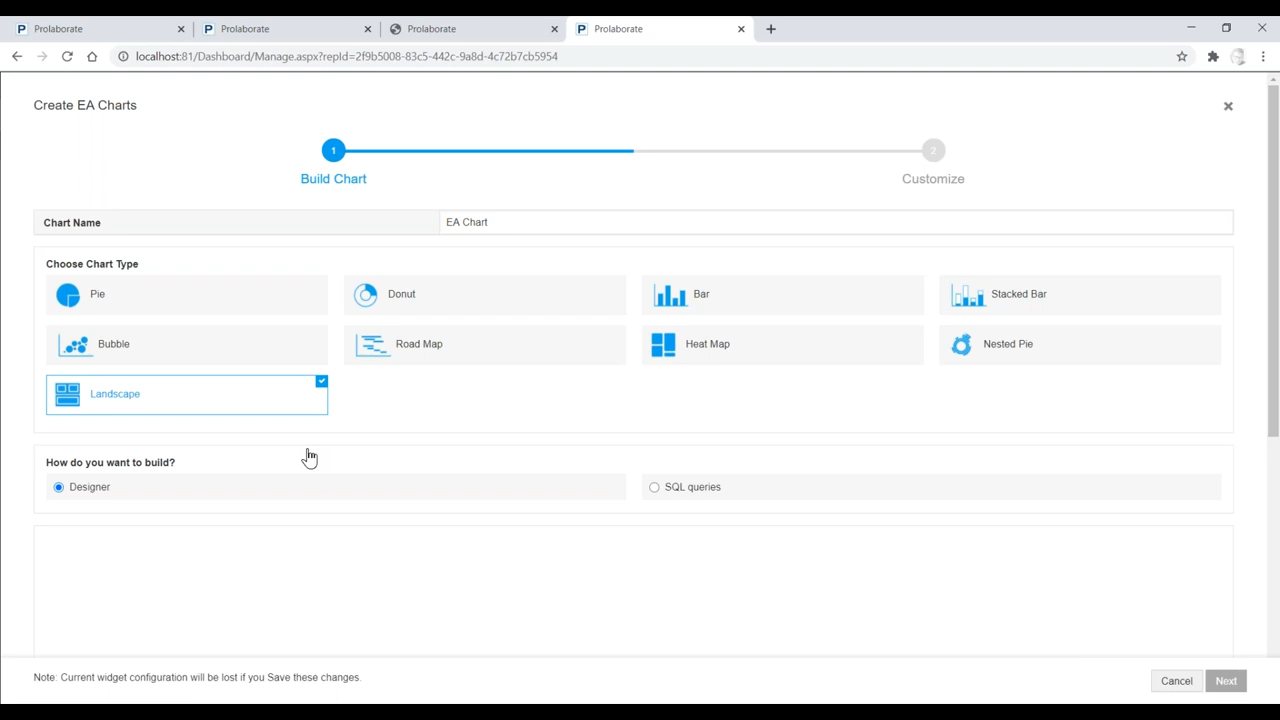 Prolaborate Prolaborate Prolaborate Prolaborate
localhost:81/Dashboard/Manage.aspx?repId=2f9b5008-83c5-442c-9a8d-4c72b7cb5954
Create EA Charts
1 2
Build Chart Customize
Chart Name EA Chart
Choose Chart Type
Pie Donut Bar Stacked Bar
Bubble Road Map Heat Map Nested Pie
Landscape
How do you want to build?
Designer SQL queries
Note: Current widget configuration will be lost if you Save these changes.
Cancel Next